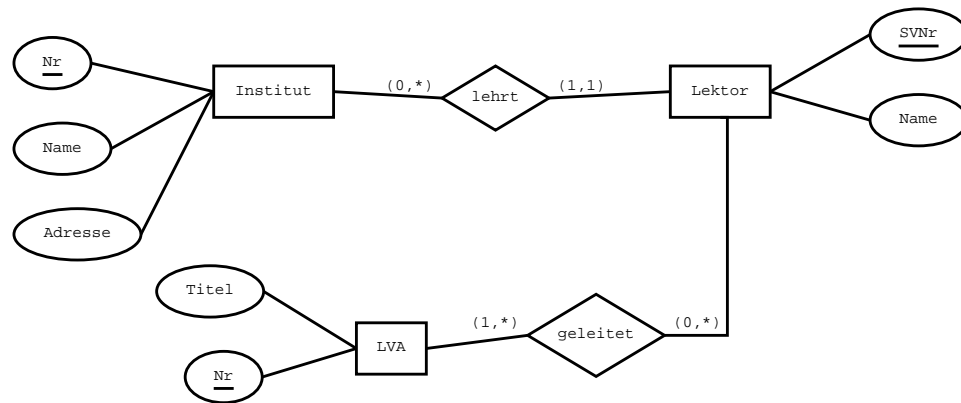 SVNr
Nr
Institut
(0,*)
lehrt
(1,1)
Lektor
Name
Name
Adresse
Titel
(1,*)
geleitet
(0,*)
LVA
Nr